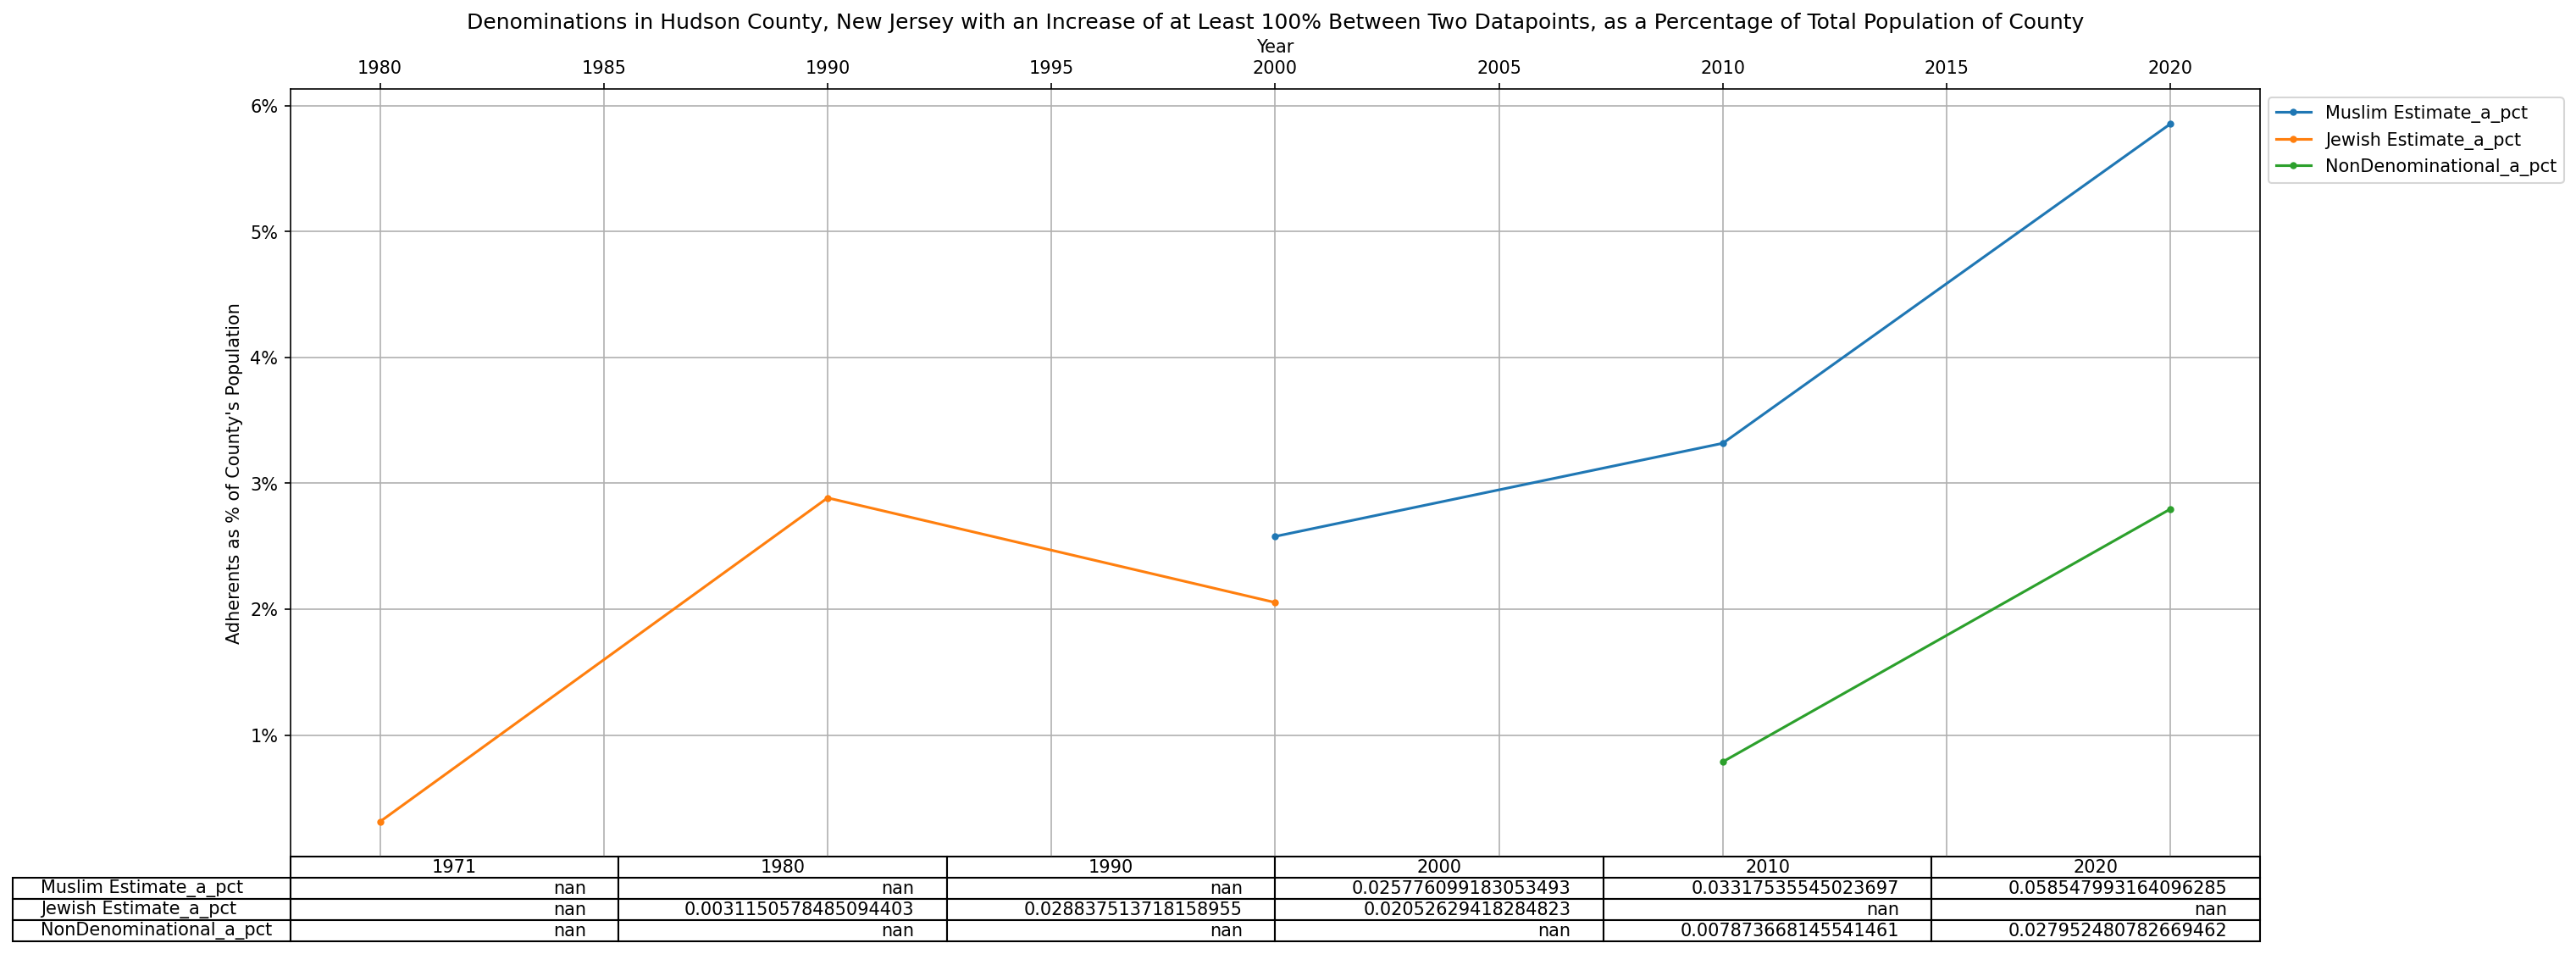 Denominations in Hudson County, New Jersey with an Increase of at Least 100% Between Two Datapoints, as a Percentage of Total Population of County
Year
1980 1985 1990 1995 2000 2005 2010 2015 2020
Muslim Estimate_a_pct
Jewish Estimate_a_pct
NonDenominational_a_pct
Adherents as % of County's Population
6%
5%
4%
3%
2%
1%
1971 1980 1990 2000 2010 2020
Muslim Estimate_a_pct nan nan nan 0.025776099183053493 0.03317535545023697 0.058547993164096285
Jewish Estimate_a_pct nan 0.0031150578485094403 0.028837513718158955 0.02052629418284823 nan nan
NonDenominational_a_pct nan nan nan nan 0.007873668145541461 0.027952480782669462